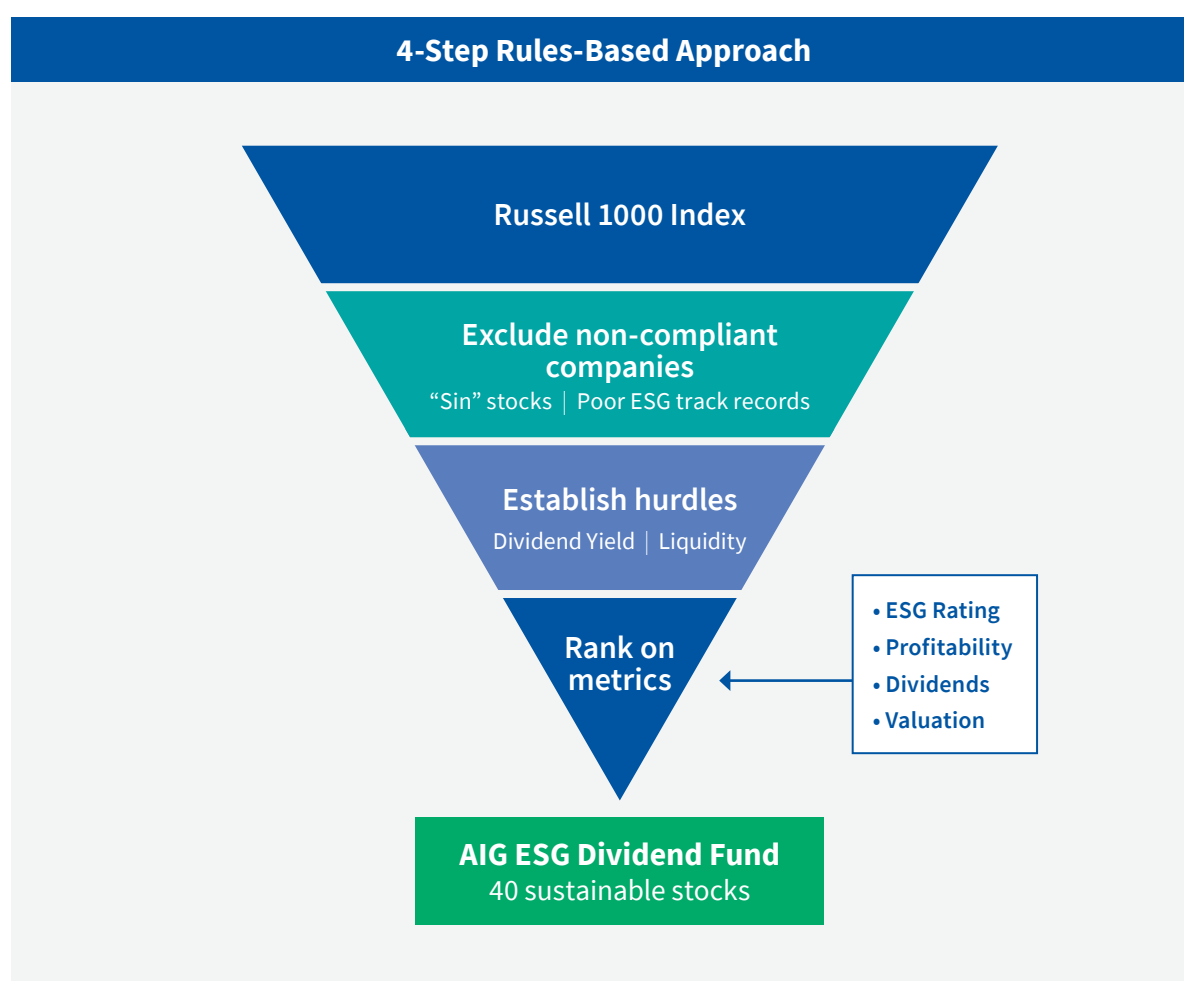 4-Step Rules-Based Approach
Russell 1000 Index
Exclude non-compliant
companies
“Sin” stocks | Poor ESG track records
Establish hurdles
Dividend Yield | Liquidity
Rank on
metrics
• ESG Rating
• Profitability
• Dividends
• Valuation
AIG ESG Dividend Fund
40 sustainable stocks